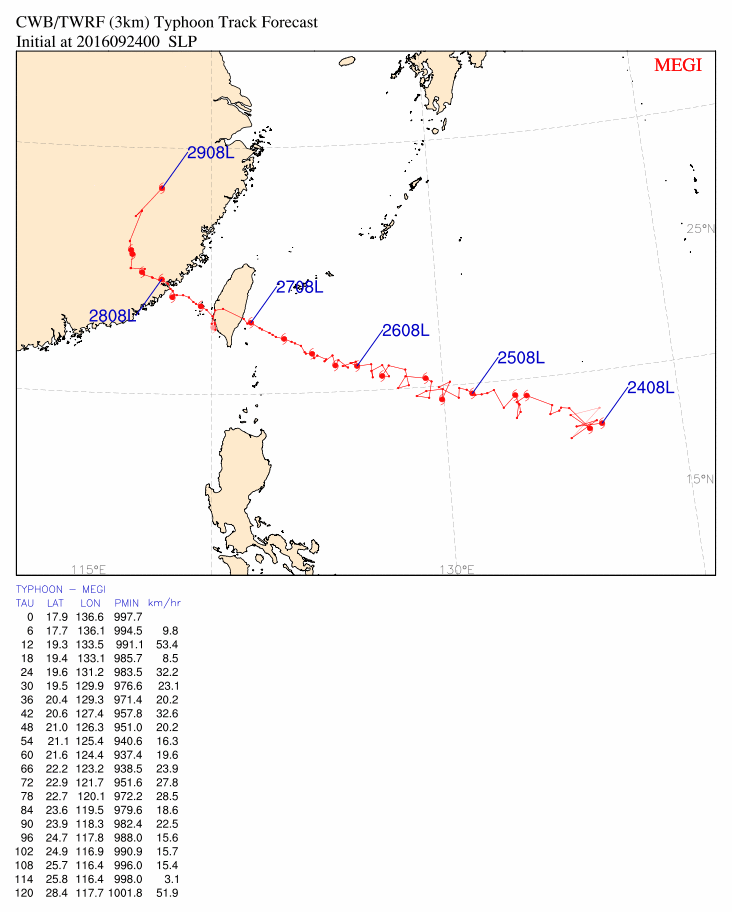 CWB/TWRF (3km) Typhoon Track Forecast
Initial at 2016092400 SLP
MEGI
2908L
25°N
2708L
2808L
2608L
2508L
2408L
15°N
115°E
130°E
TYPHOON – MEGI
TAU LAT LON PMIN km/hr
0 17.9 136.6 997.7
6 17.7 136.1 994.5 9.8
12 19.3 133.5 991.1 53.4
18 19.4 133.1 985.7 8.5
24 19.6 131.2 983.5 32.2
30 19.5 129.9 976.6 23.1
36 20.4 129.3 971.4 20.2
42 20.6 127.4 957.8 32.6
48 21.0 126.3 951.0 20.2
54 21.1 125.4 940.6 16.3
60 21.6 124.4 937.4 19.6
66 22.2 123.2 938.5 23.9
72 22.9 121.7 951.6 27.8
78 22.7 120.1 972.2 28.5
84 23.6 119.5 979.6 18.6
90 23.9 118.3 982.4 22.5
96 24.7 117.8 988.0 15.6
102 24.9 116.9 990.9 15.7
108 25.7 116.4 996.0 15.4
114 25.8 116.4 998.0 3.1
120 28.4 117.7 1001.8 51.9